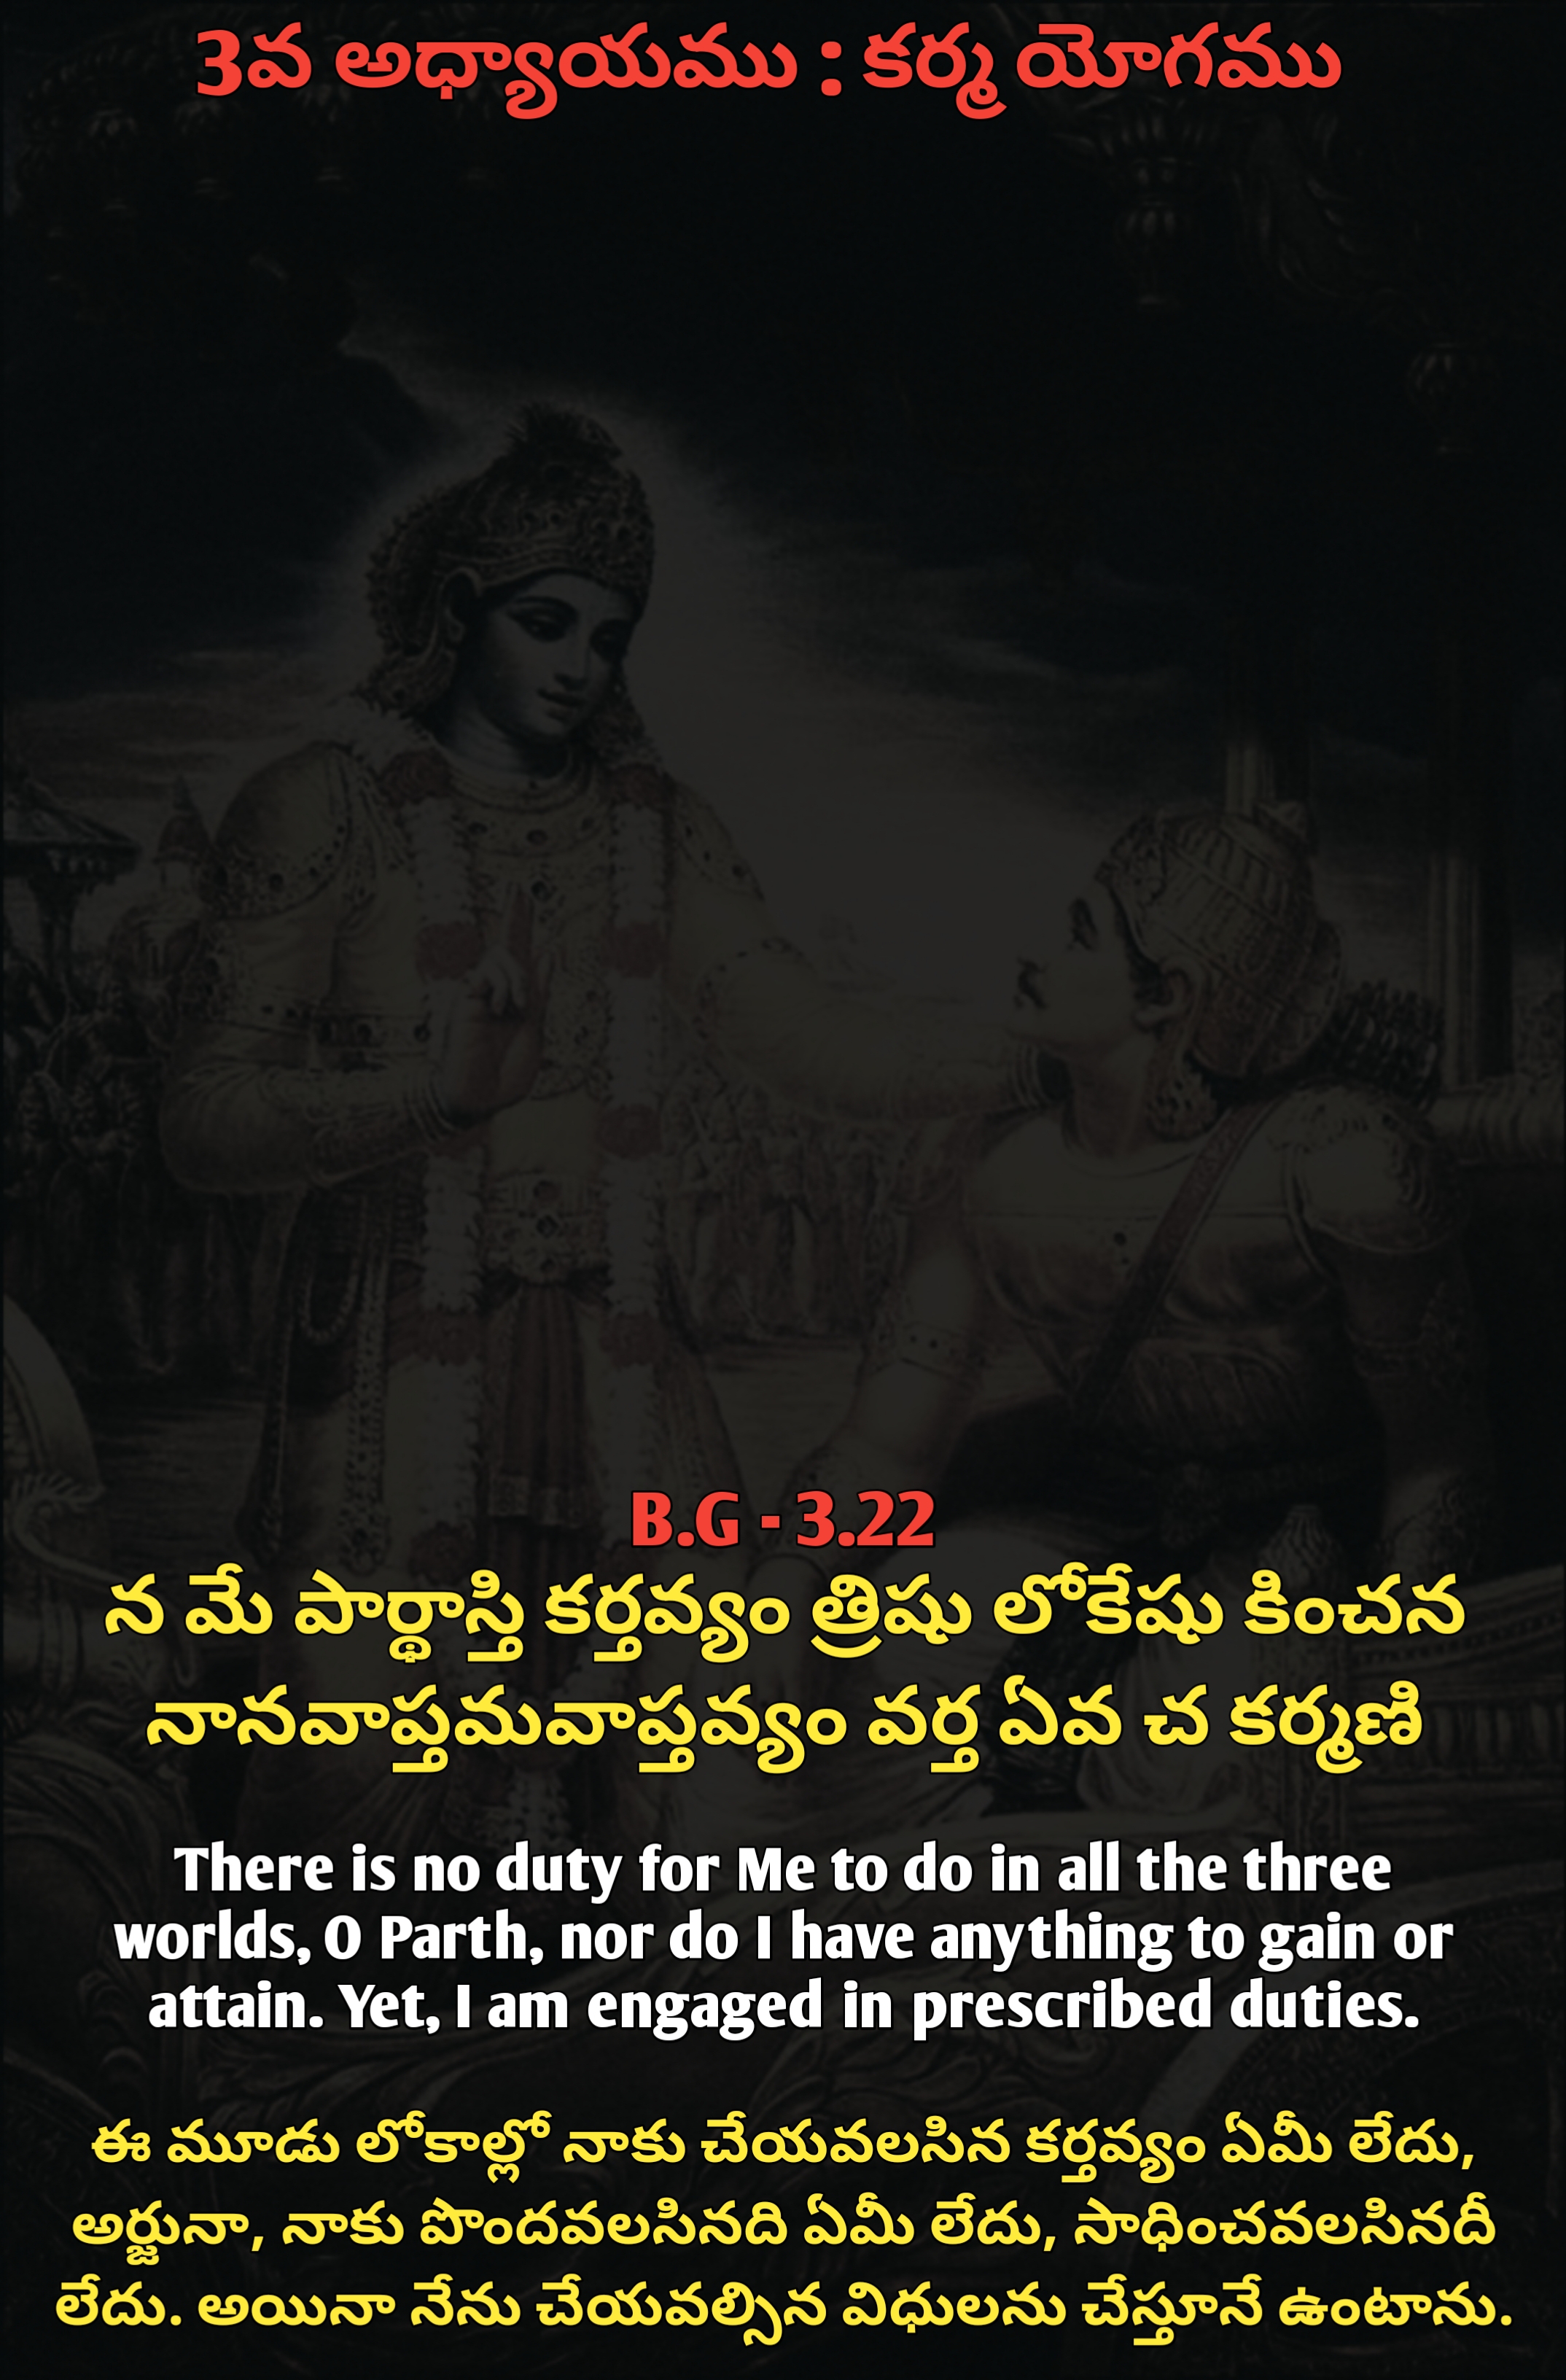 3వ అధ్యాయము : కర్మ యోగము
B.G - 3.22
న మే పార్థాస్తి కర్తవ్యం త్రిషు లోకేషు కించన
నానవాప్తమవాప్తవ్యం వర్త ఏవ చ కర్మణి
There is no duty for Me to do in all the three
worlds, O Parth, nor do I have anything to gain or
attain. Yet, I am engaged in prescribed duties.
ఈ మూడు లోకాల్లో నాకు చేయవలసిన కర్తవ్యం ఏమీ లేదు,
అర్జునా, నాకు పొందవలసినది ఏమీ లేదు, సాధించవలసినదీ
లేదు. అయినా నేను చేయవల్సిన విధులను చేస్తూనే ఉంటాను.